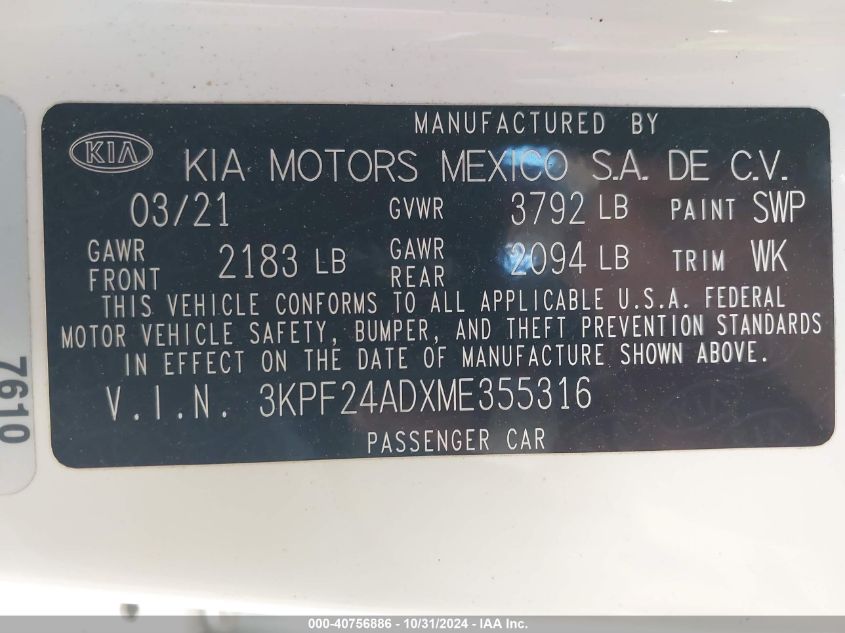 MANUFACTURED BY
KIA KIA MOTORS MEXICO S.A. DE C.V.
03/21 GVWR 3792 LB PAINT SWP
GAWR FRONT 2183 LB GAWR REAR 2094 LB TRIM WK
THIS VEHICLE CONFORMS TO ALL APPLICABLE U.S.A. FEDERAL
MOTOR VEHICLE SAFETY, BUMPER, AND THEFT PREVENTION STANDARDS
IN EFFECT ON THE DATE OF MANUFACTURE SHOWN ABOVE.
V.I.N. 3KPF24ADXME355316
PASSENGER CAR
7610
000-40756886 - 10/31/2024 - IAA Inc.